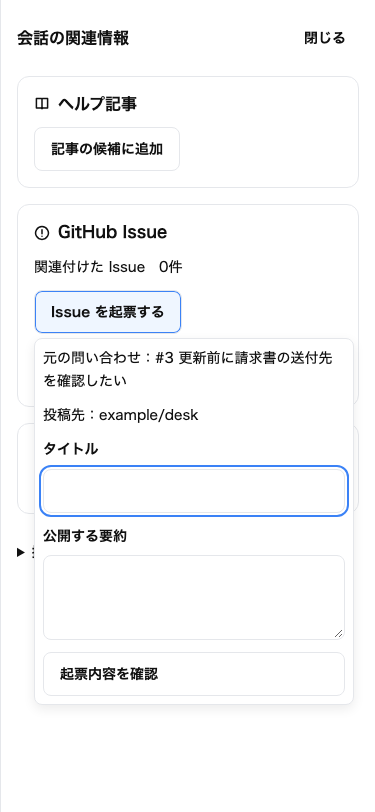 会話の関連情報
閉じる
ヘルプ記事
記事の候補に追加
GitHub Issue
関連付けた Issue 0件
Issue を起票する
元の問い合わせ：#3 更新前に請求書の送付先
を確認したい
投稿先：example/desk
タイトル
公開する要約
起票内容を確認